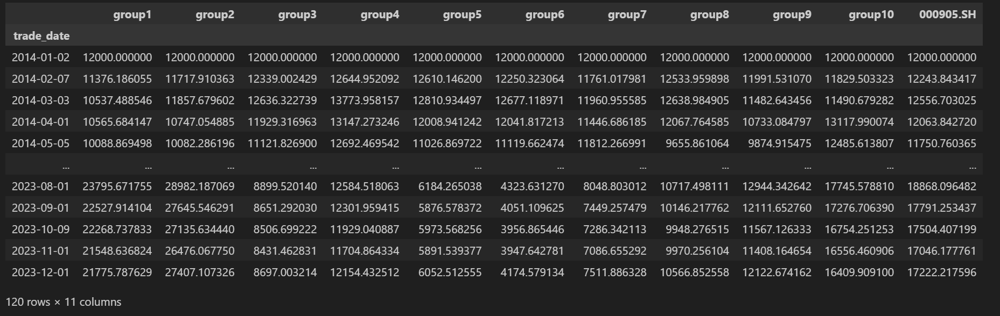 group1 group2 group3 group4 group5 group6 group7 group8 group9 group10 000905.SH
trade_date
2014-01-02 12000.000000 12000.000000 12000.000000 12000.000000 12000.000000 12000.000000 12000.000000 12000.000000 12000.000000 12000.000000 12000.000000
2014-02-07 11376.186055 11717.910363 12339.002429 12644.952092 12610.146200 12250.323064 11761.017981 12533.959898 11991.531070 11829.503323 12243.843417
2014-03-03 10537.488546 11857.679602 12636.322739 13773.958157 12810.934497 12677.118971 11960.955585 12638.984905 11482.643456 11490.679282 12556.703025
2014-04-01 10565.684147 10747.054885 11929.316963 13147.273246 12008.941242 12041.817213 11446.686185 12067.764585 10733.084797 13117.990074 12063.842720
2014-05-05 10088.869498 10082.286196 11121.826900 12692.469542 11026.869722 11119.662474 11812.266991 9655.861064 9874.915475 12485.613807 11750.760365
... ... ... ... ... ... ... ... ... ... ... ...
2023-08-01 23795.671755 28982.187069 8899.520140 12584.518063 6184.265038 4323.631270 8048.803012 10717.498111 12944.342642 17745.578810 18868.096482
2023-09-01 22527.914104 27645.546291 8651.292030 12301.959415 5876.578372 4051.109625 7449.257479 10146.217762 12111.652760 17276.706390 17791.253437
2023-10-09 22268.737833 27135.634440 8506.699222 11929.040887 5973.568256 3956.865446 7286.342113 9948.276515 11567.126333 16754.251253 17504.407199
2023-11-01 21548.636824 26476.067750 8431.462831 11704.864334 5891.539377 3947.642781 7086.655292 9970.256104 11408.164654 16556.460906 17046.177761
2023-12-01 21775.787629 27407.107326 8697.003214 12154.432512 6052.512555 4174.579134 7511.886328 10566.852558 12122.674162 16409.909100 17222.217596
120 rows × 11 columns